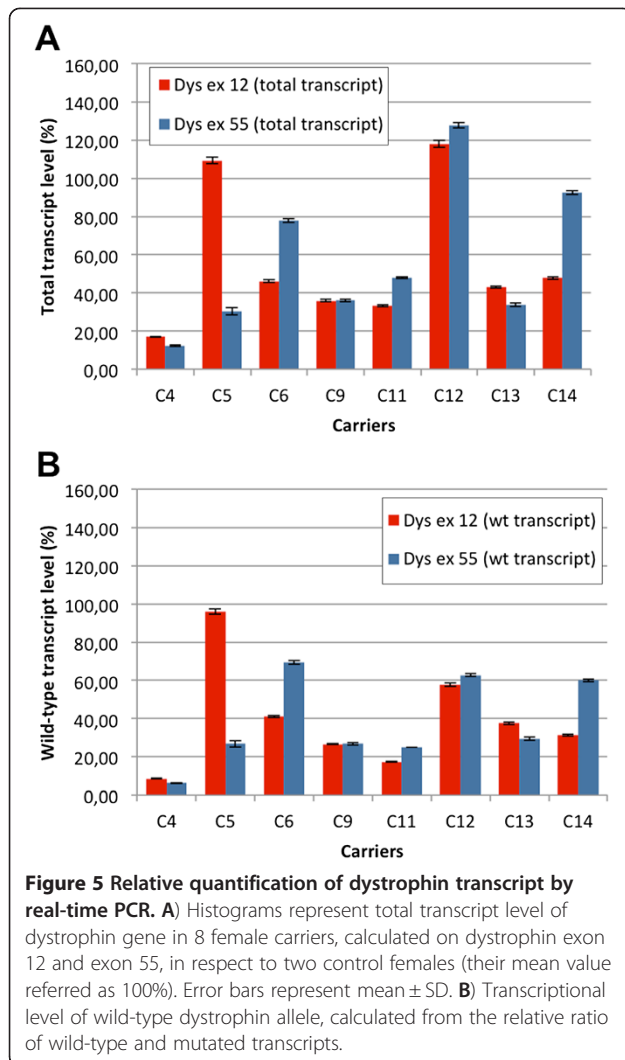 A
160,00
140,00
120,00
100,00
80,00
60,00
40,00
20,00
0,00
Total transcript level (%)
Dys ex 12 (total transcript)
Dys ex 55 (total transcript)
C4 C5 C6 C9 C11 C12 C13 C14
Carriers
B
160,00
140,00
120,00
100,00
80,00
60,00
40,00
20,00
0,00
Wild-type transcript level (%)
Dys ex 12 (wt transcript)
Dys ex 55 (wt transcript)
C4 C5 C6 C9 C11 C12 C13 C14
Carriers
Figure 5 Relative quantification of dystrophin transcript by
real-time PCR. A) Histograms represent total transcript level of
dystrophin gene in 8 female carriers, calculated on dystrophin exon
12 and exon 55, in respect to two control females (their mean value
referred as 100%). Error bars represent mean ± SD. B) Transcriptional
level of wild-type dystrophin allele, calculated from the relative ratio
of wild-type and mutated transcripts.